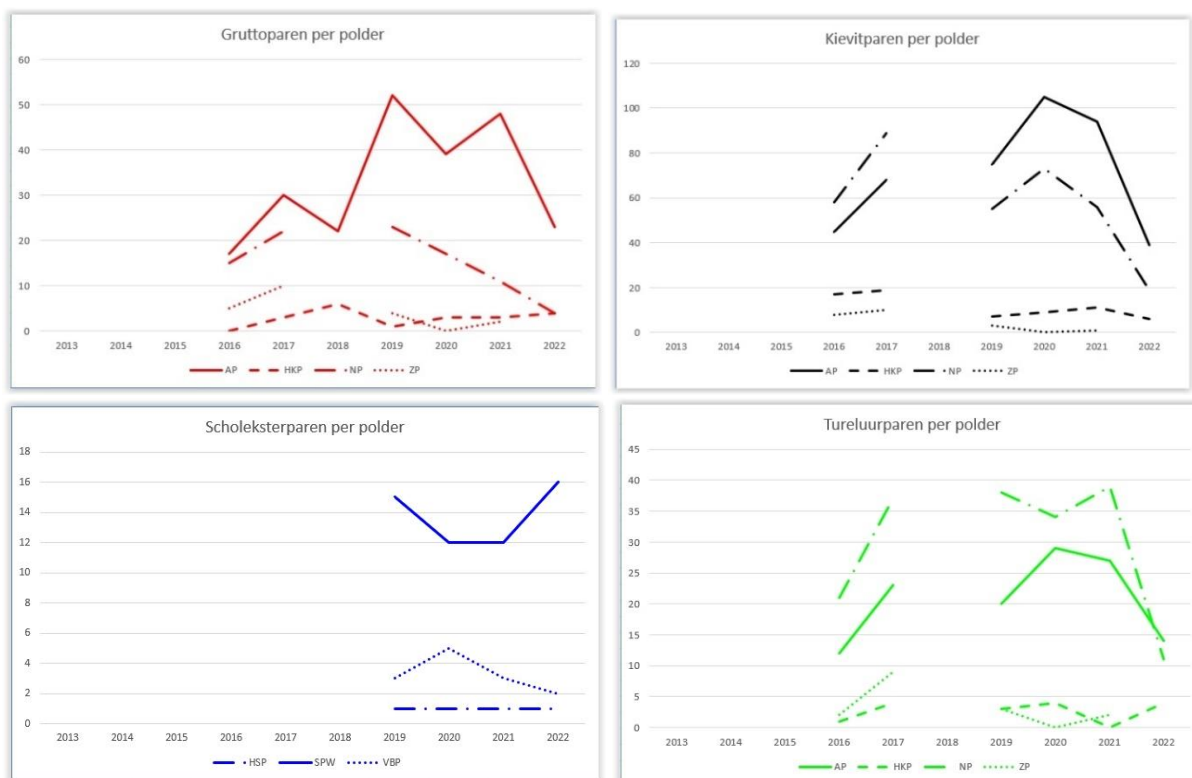 Gruttoparen per polder
60
50
40
30
20
10
0
2013 2014 2015 2016 2017 2018 2019 2020 2021 2022
AP HKP NP ZP
Kievitparen per polder
120
100
80
60
40
20
0
2013 2014 2015 2016 2017 2018 2019 2020 2021 2022
AP HKP NP ZP
Scholeksterparen per polder
18
16
14
12
10
8
6
4
2
0
2013 2014 2015 2016 2017 2018 2019 2020 2021 2022
HSP SPW VBP
Tureluurparen per polder
45
40
35
30
25
20
15
10
5
0
2013 2014 2015 2016 2017 2018 2019 2020 2021 2022
AP HKP NP ZP